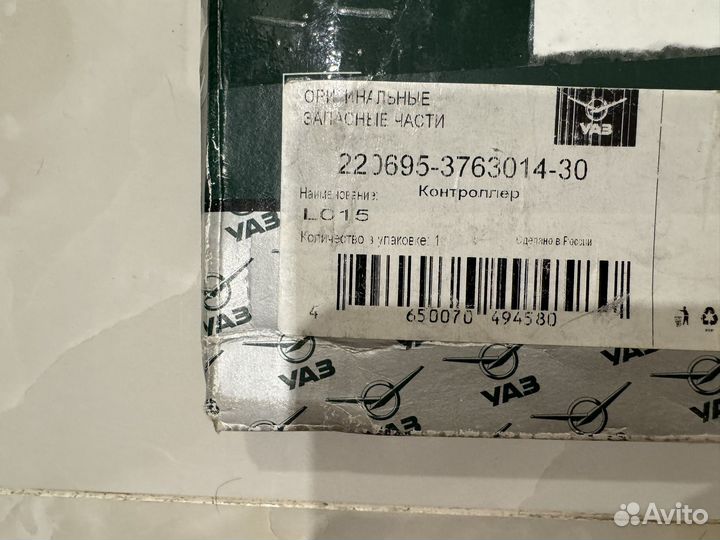 ОРИГИНАЛЬНЫЕ
ЗАПАСНЫЕ ЧАСТИ
УАЗ
220695-3763014-30
Наименование: Контроллер
LC15
Количество в упаковке: 1
Сделано в России
4 650070 494580
УАЗ
УАЗ
УАЗ
УАЗ
УАЗ
Avito